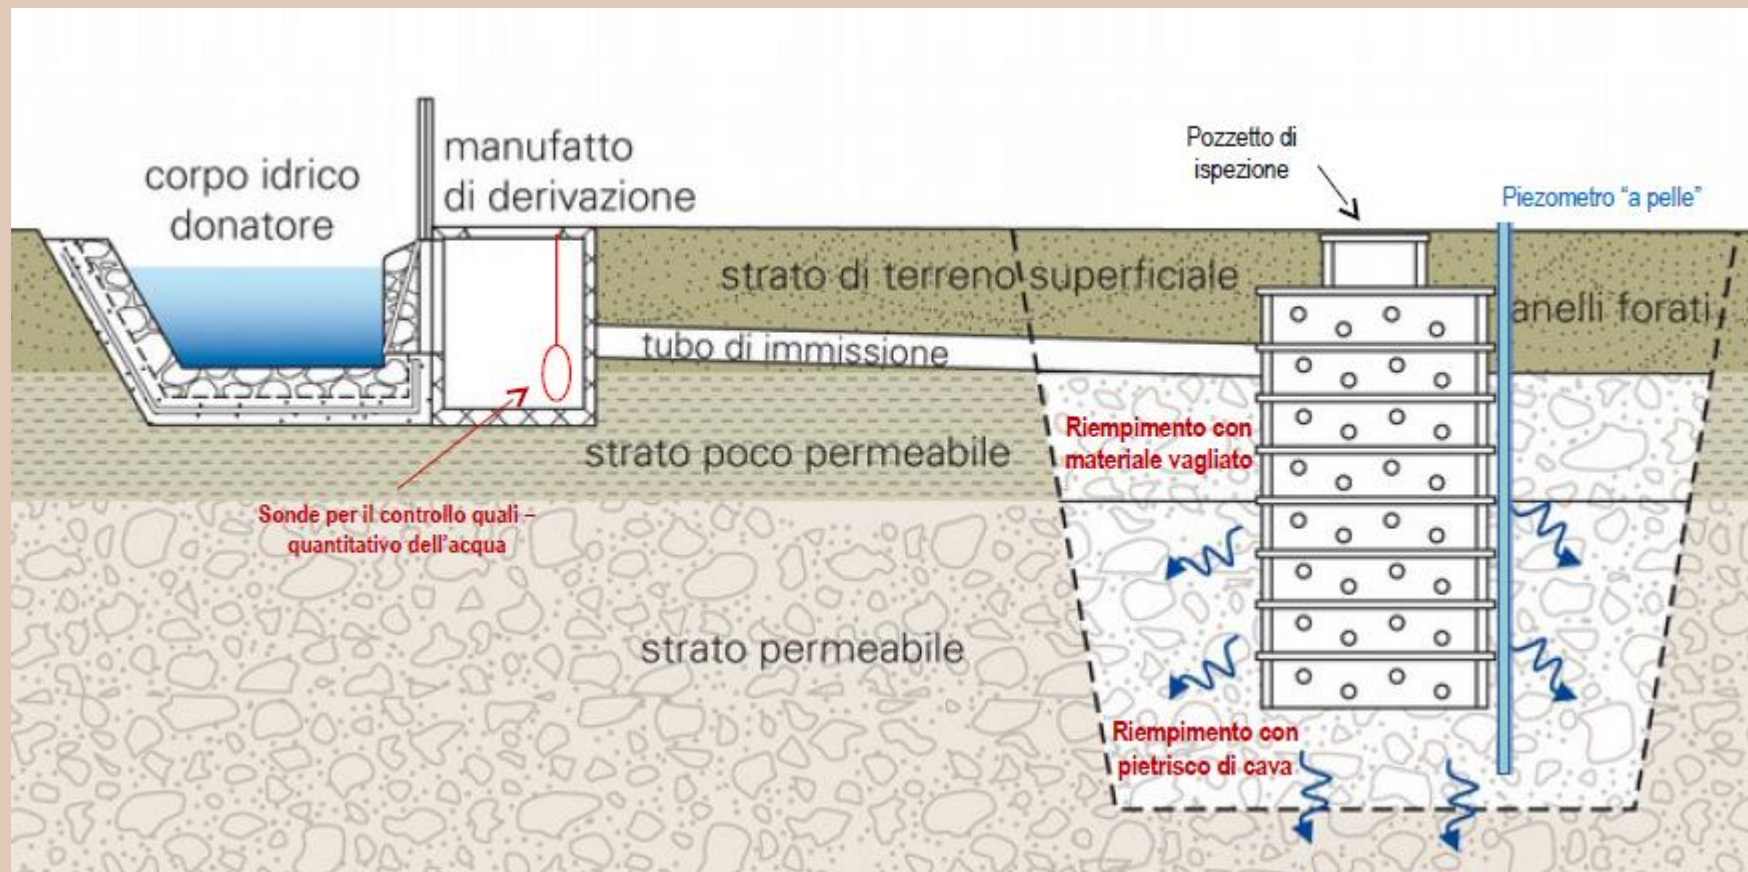 corpo idrico
donatore
manufatto
di derivazione
Pozzetto di
ispezione
Piezometro “a pelle”
strato di terreno superficiale
anelli forati
tubo di immissione
Riempimento con
materiale vagliato
strato poco permeabile
Sonde per il controllo quali –
quantitativo dell’acqua
strato permeabile
Riempimento con
pietrisco di cava